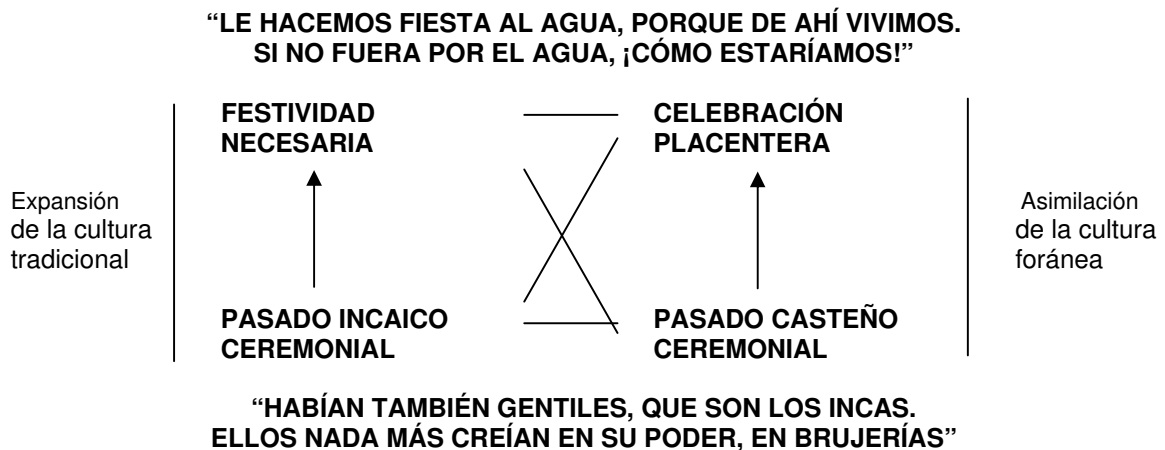 “LE HACEMOS FIESTA AL AGUA, PORQUE DE AHÍ VIVIMOS.
SI NO FUERA POR EL AGUA, ¡CÓMO ESTARÍAMOS!”
FESTIVIDAD
NECESARIA
CELEBRACIÓN
PLACENTERA
Expansión
de la cultura
tradicional
Asimilación
de la cultura
foránea
PASADO INCAICO
CEREMONIAL
PASADO CASTEÑO
CEREMONIAL
“HABÍAN TAMBIÉN GENTILES, QUE SON LOS INCAS.
ELLOS NADA MÁS CREÍAN EN SU PODER, EN BRUJERÍAS”